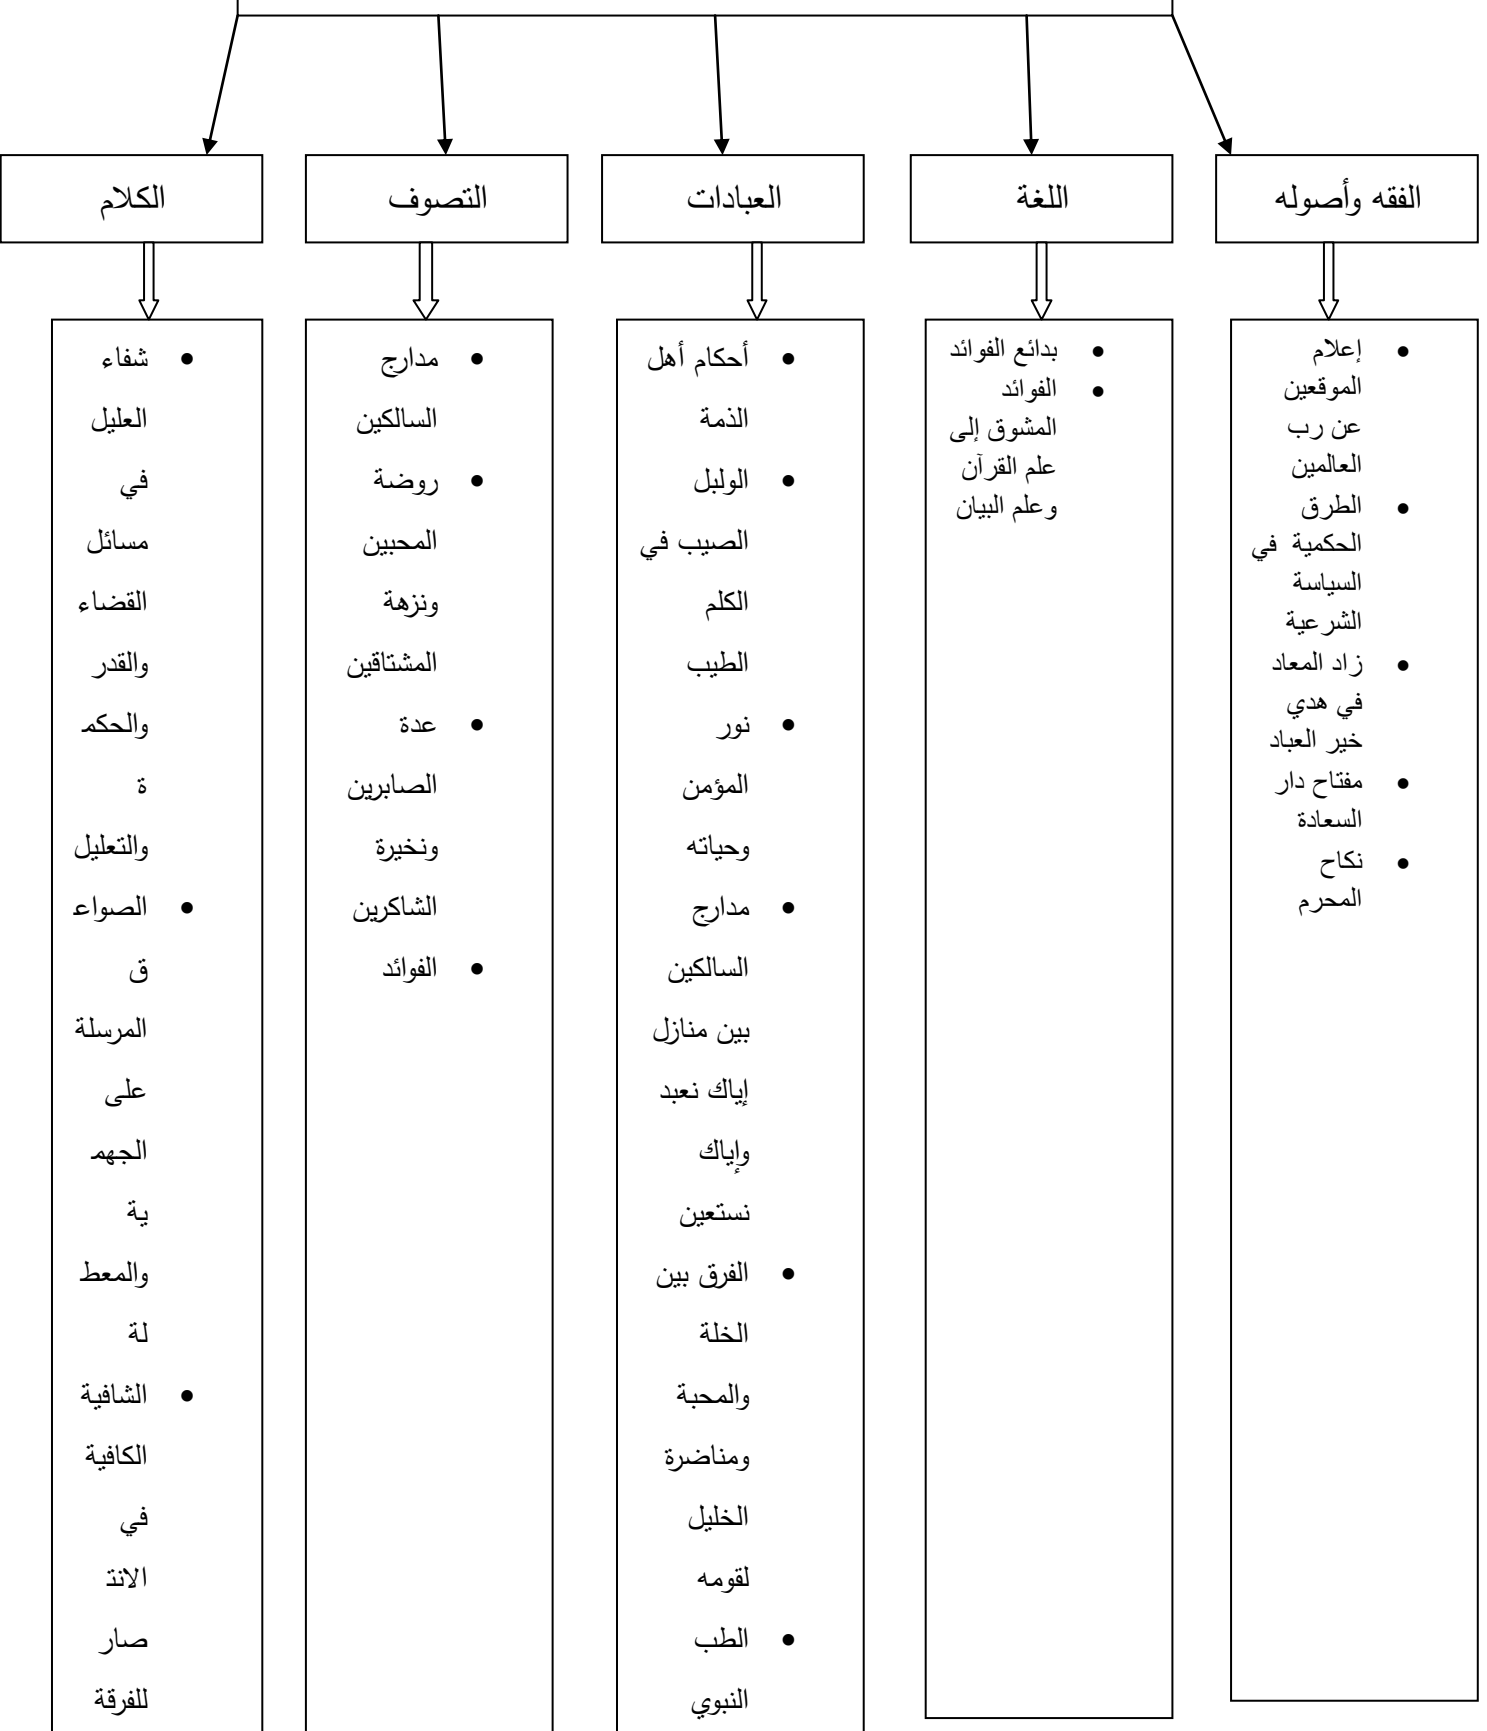 الفقه وأصوله
اللغة
العبادات
التصوف
الكلام
• إعلام
الموقعين
عن رب
العالمين
• الطرق
الحكمية في
السياسة
الشرعية
• زاد المعاد
في هدي
خير العباد
• مفتاح دار
السعادة
• نكاح
المحرم
• بدائع الفوائد
• الفوائد
المشوق إلى
علم القرآن
وعلم البيان
• أحكام أهل
الذمة
• الولبل
الصيب في
الكلم
الطيب
• نور
المؤمن
وحياته
• مدارج
السالكين
بين منازل
إياك نعبد
وإياك
نستعين
• الفرق بين
الخلة
والمحبة
ومناضرة
الخليل
لقومه
• الطب
النبوي
• مدارج
السالكين
• روضة
المحبين
ونزهة
المشتاقين
• عدة
الصابرين
ونخيرة
الشاكرين
• الفوائد
• شفاء
العليل
في
مسائل
القضاء
والقدر
والحكم
ة
والتعليل
• الصواع
ق
المرسلة
على
الجهم
ية
والمعط
لة
• الشافية
الكافية
في
الانت
صار
للفرقة